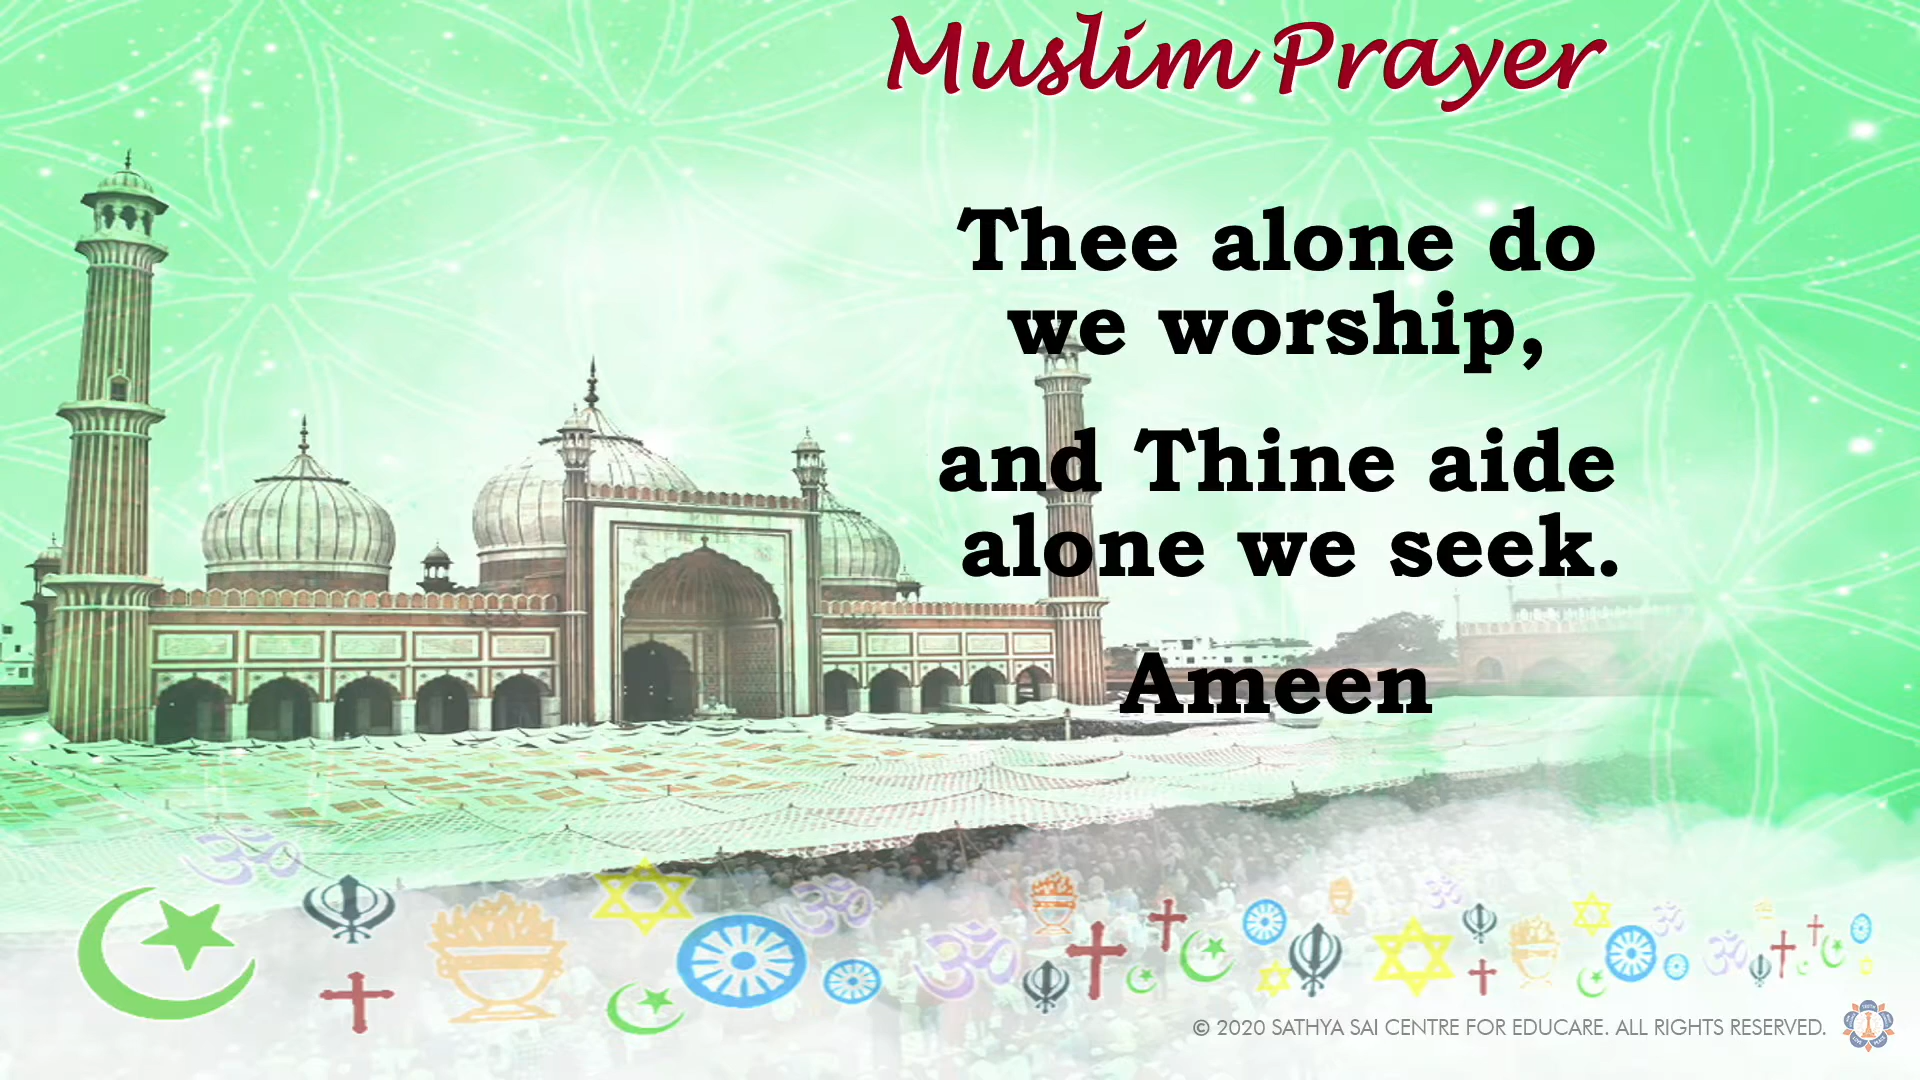 Muslim Prayer
Thee alone do
we worship,
and Thine aide
alone we seek.
Ameen
© 2020 SATHYA SAI CENTRE FOR EDUCARE. ALL RIGHTS RESERVED.